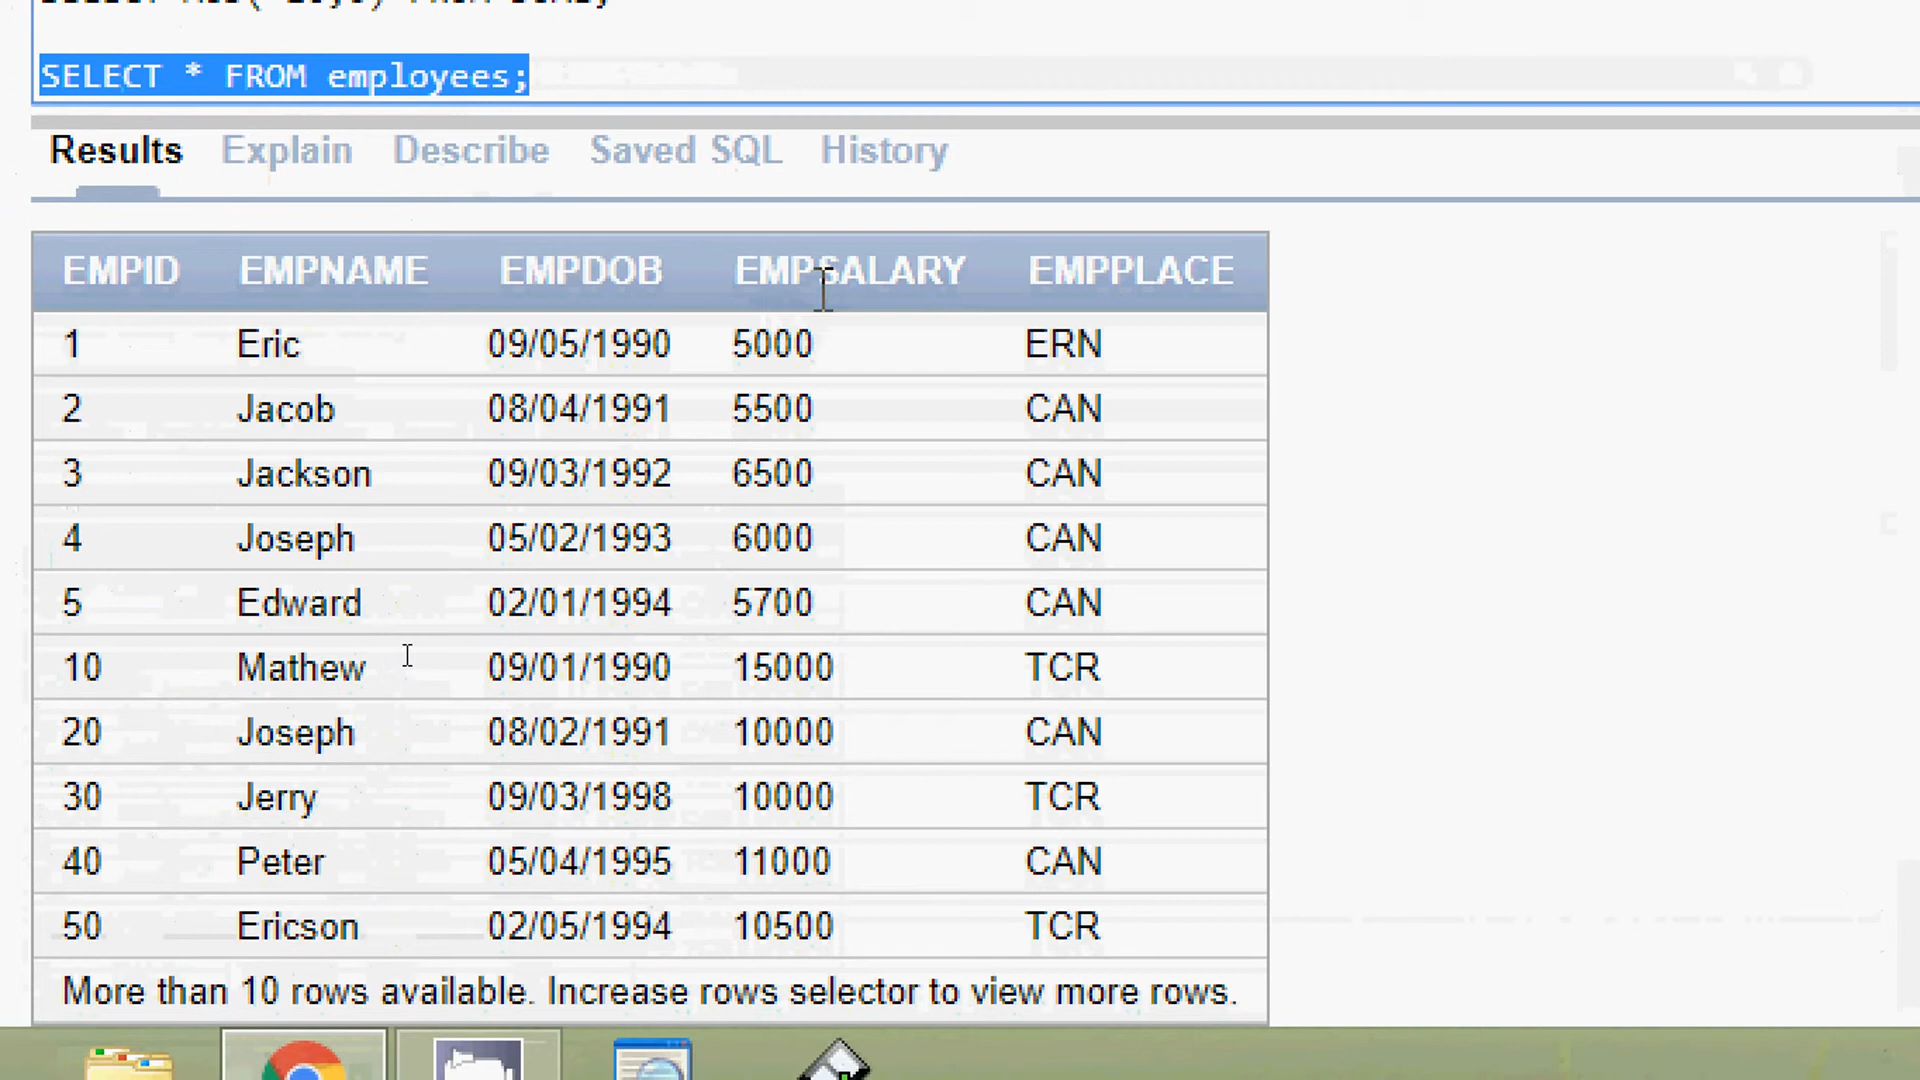 SELECT * FROM employees;
Results Explain Describe Saved SQL History
EMPID EMPNAME EMPDOB EMPSALARY EMPPLACE
1 Eric 09/05/1990 5000 ERN
2 Jacob 08/04/1991 5500 CAN
3 Jackson 09/03/1992 6500 CAN
4 Joseph 05/02/1993 6000 CAN
5 Edward 02/01/1994 5700 CAN
10 Mathew 09/01/1990 15000 TCR
20 Joseph 08/02/1991 10000 CAN
30 Jerry 09/03/1998 10000 TCR
40 Peter 05/04/1995 11000 CAN
50 Ericson 02/05/1994 10500 TCR
More than 10 rows available. Increase rows selector to view more rows.